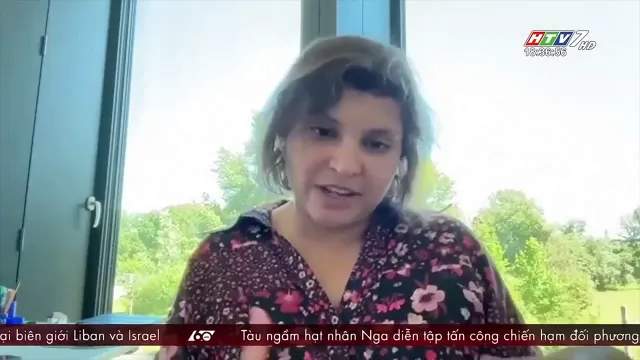 HTV7 HD
18:36:56
ại biên giới Liban và Israel 60 Tàu ngầm hạt nhân Nga diễn tập tấn công chiến hạm đối phương